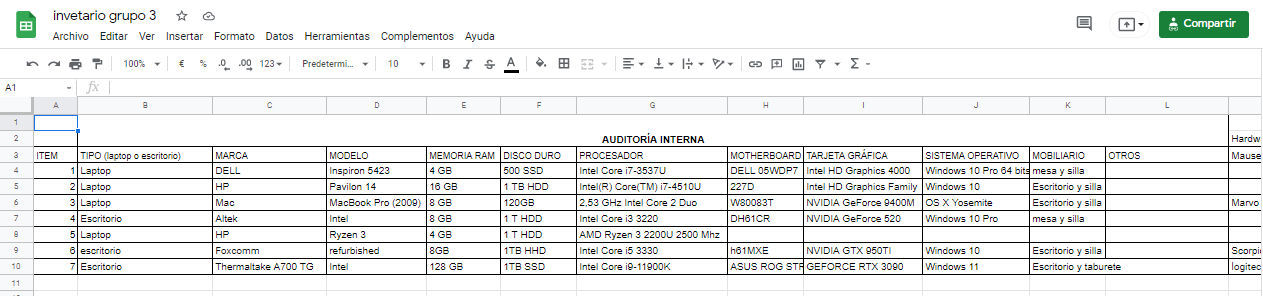 invetario grupo 3
Archivo Editar Ver Insertar Formato Datos Herramientas Complementos Ayuda
Compartir
100% € % .0 .00 123 Predetermi... 10 B I S A
A1 fx
A B C D E F G H I J K L
1
2 AUDITORÍA INTERNA Hardw
3 ITEM TIPO (laptop o escritorio) MARCA MODELO MEMORIA RAM DISCO DURO PROCESADOR MOTHERBOARD TARJETA GRÁFICA SISTEMA OPERATIVO MOBILIARIO OTROS Mause
4 1 Laptop DELL Inspiron 5423 4 GB 500 SSD Intel Core i7-3537U DELL 05WDP7 Intel HD Graphics 4000 Windows 10 Pro 64 bits mesa y silla
5 2 Laptop HP Pavilon 14 16 GB 1 TB HDD Intel(R) Core(TM) i7-4510U 227D Intel HD Graphics Family Windows 10 Escritorio y silla
6 3 Laptop Mac MacBook Pro (2009) 8 GB 120GB 2,53 GHz Intel Core 2 Duo W80083T NVIDIA GeForce 9400M OS X Yosemite Escritorio y silla Marvo
7 4 Escritorio Altek Intel 8 GB 1 T HDD Intel Core i3 3220 DH61CR NVIDIA GeForce 520 Windows 10 Pro mesa y silla
8 5 Laptop HP Ryzen 3 4 GB 1 T HDD AMD Ryzen 3 2200U 2500 Mhz
9 6 escritorio Foxcomm refurbished 8GB 1TB HHD Intel Core i5 3330 h61MXE NVIDIA GTX 950TI Windows 10 Escritorio y silla Scorpi
10 7 Escritorio Thermaltake A700 TG Intel 128 GB 1TB SSD Intel Core i9-11900K ASUS ROG STR GEFORCE RTX 3090 Windows 11 Escritorio y taburete logitec
11